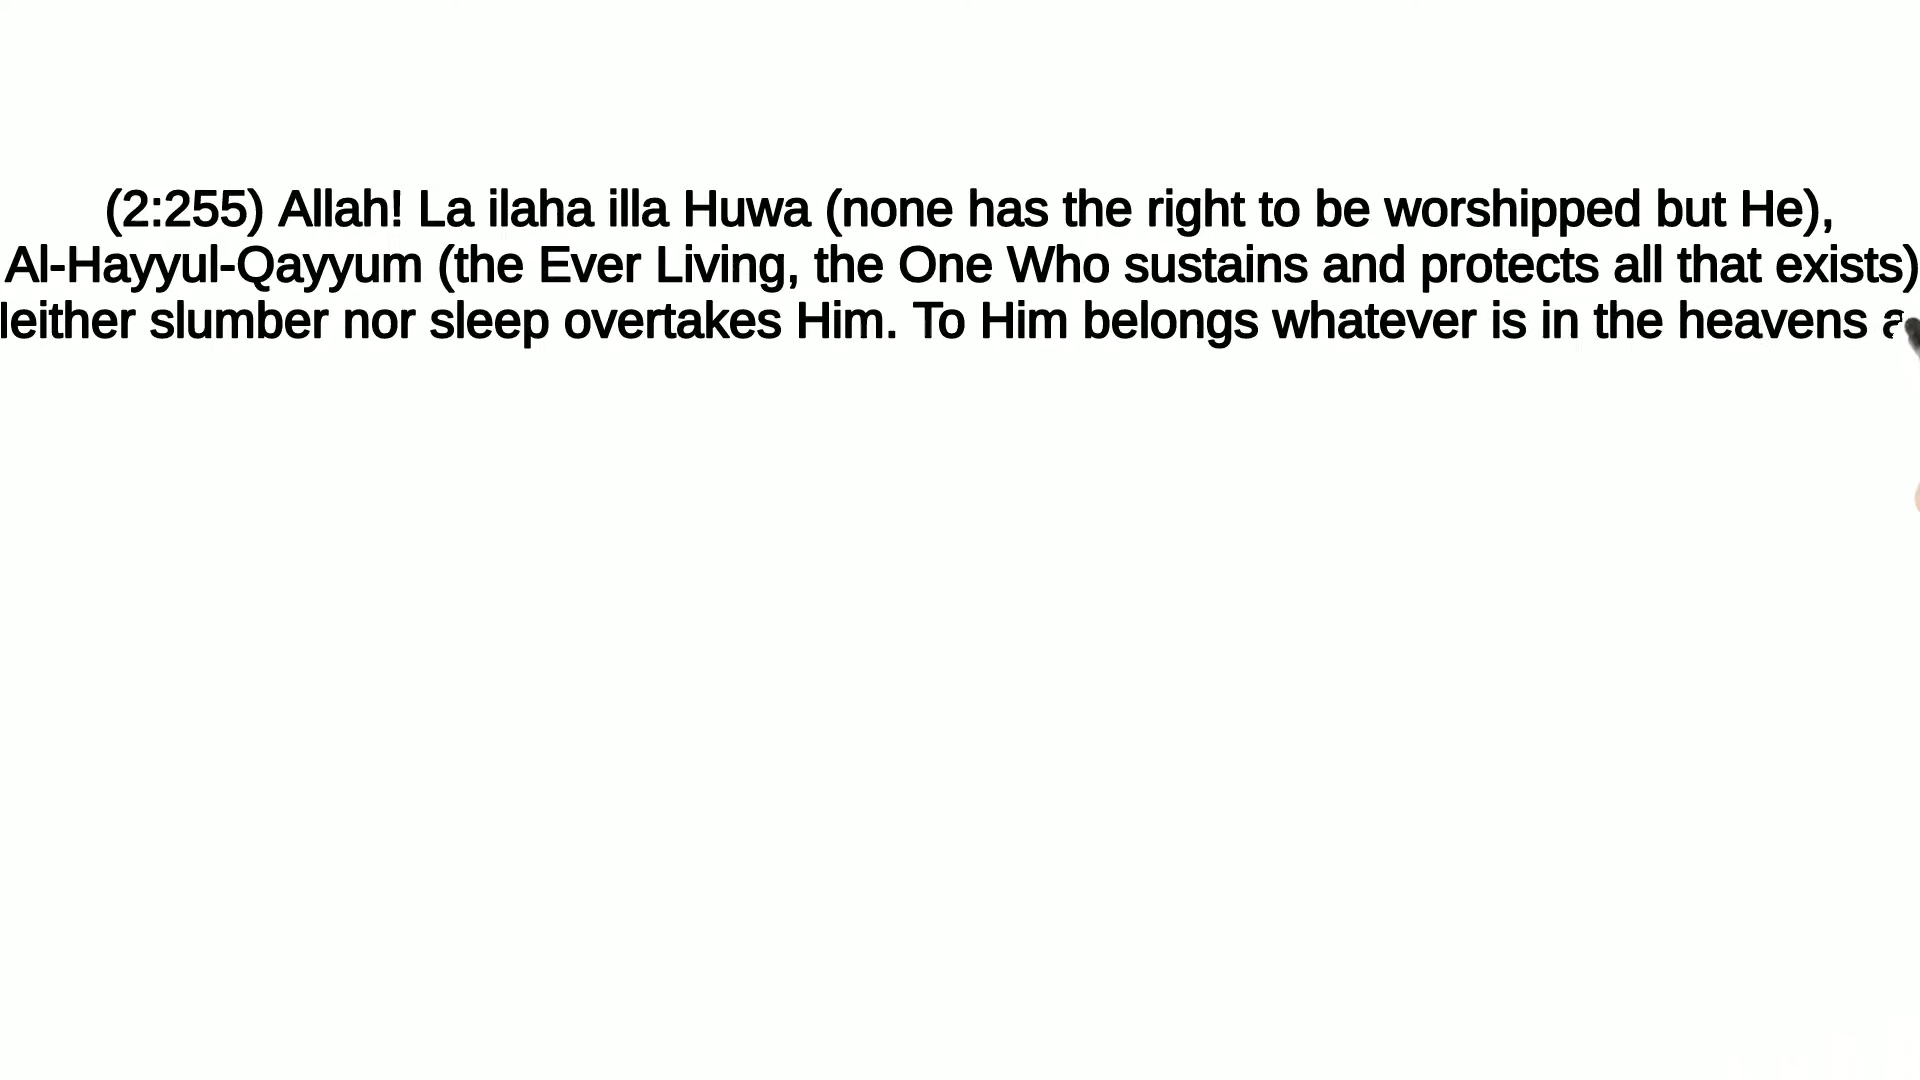 (2:255) Allah! La ilaha illa Huwa (none has the right to be worshipped but He),
Al-Hayyul-Qayyum (the Ever Living, the One Who sustains and protects all that exists)
slumber nor sleep overtakes Him. To Him belongs whatever is in the heavens